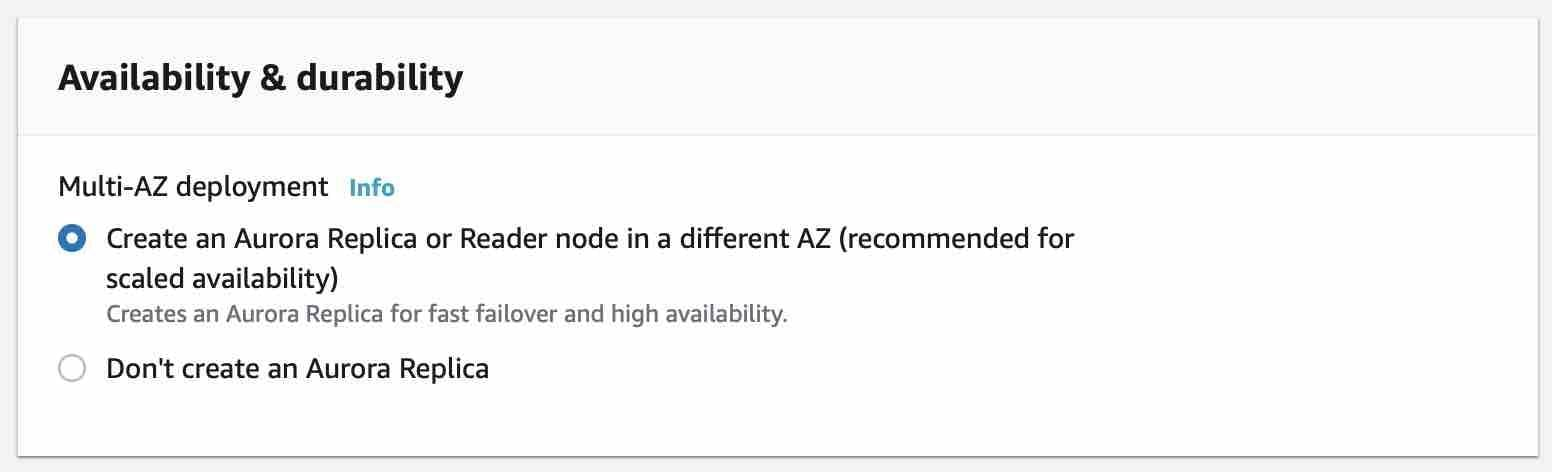 Availability & durability
Multi-AZ deployment Info
Create an Aurora Replica or Reader node in a different AZ (recommended for
scaled availability)
Creates an Aurora Replica for fast failover and high availability.
Don't create an Aurora Replica